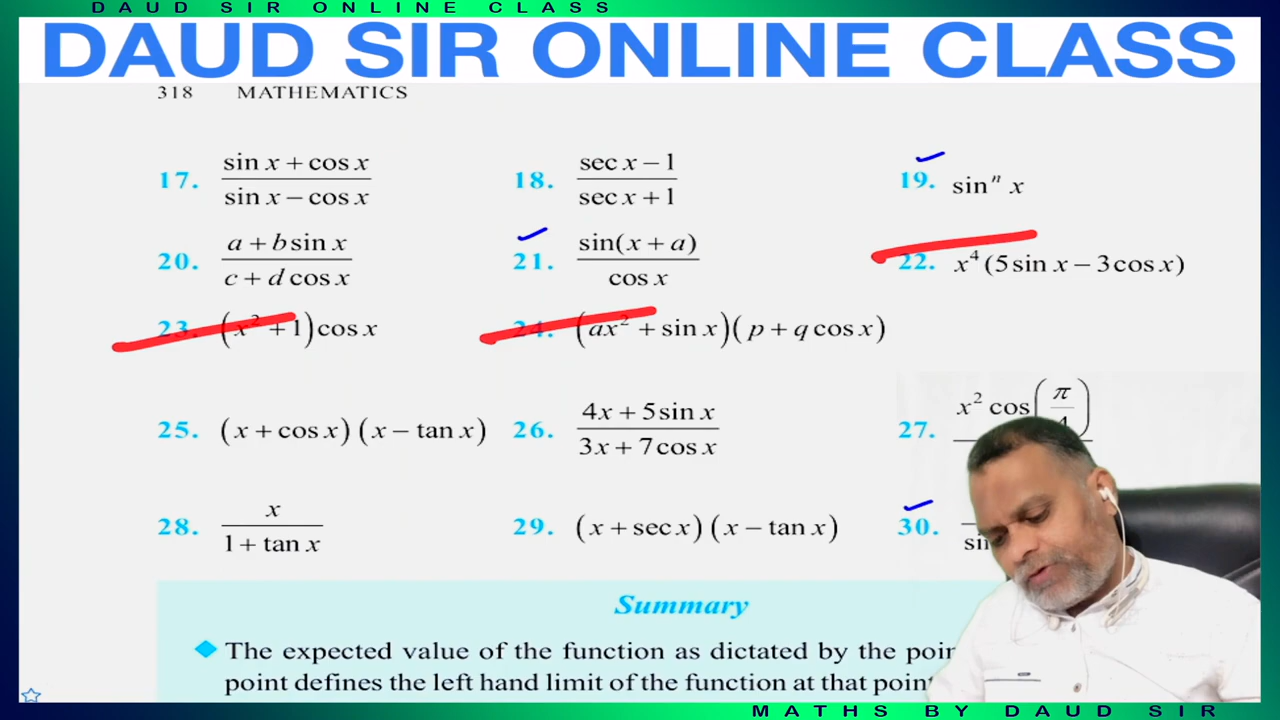 DAUD SIR ONLINE CLASS
DAUD SIR ONLINE CLASS
318 MATHEMATICS
17. (sin x + cos x)/(sin x − cos x) 18. (sec x − 1)/(sec x + 1) 19. sinⁿ x
20. (a + b sin x)/(c + d cos x) 21. sin(x + a)/cos x 22. x⁴ (5 sin x − 3 cos x)
23. (x² + 1) cos x 24. (ax² + sin x)(p + q cos x)
25. (x + cos x) (x − tan x) 26. (4x + 5 sin x)/(3x + 7 cos x) 27. x² cos(π/4)
28. x/(1 + tan x) 29. (x + sec x) (x − tan x) 30.
Summary
◆ The expected value of the function as dictated by the
point defines the left hand limit of the function at that
MATHS BY DAUD SIR